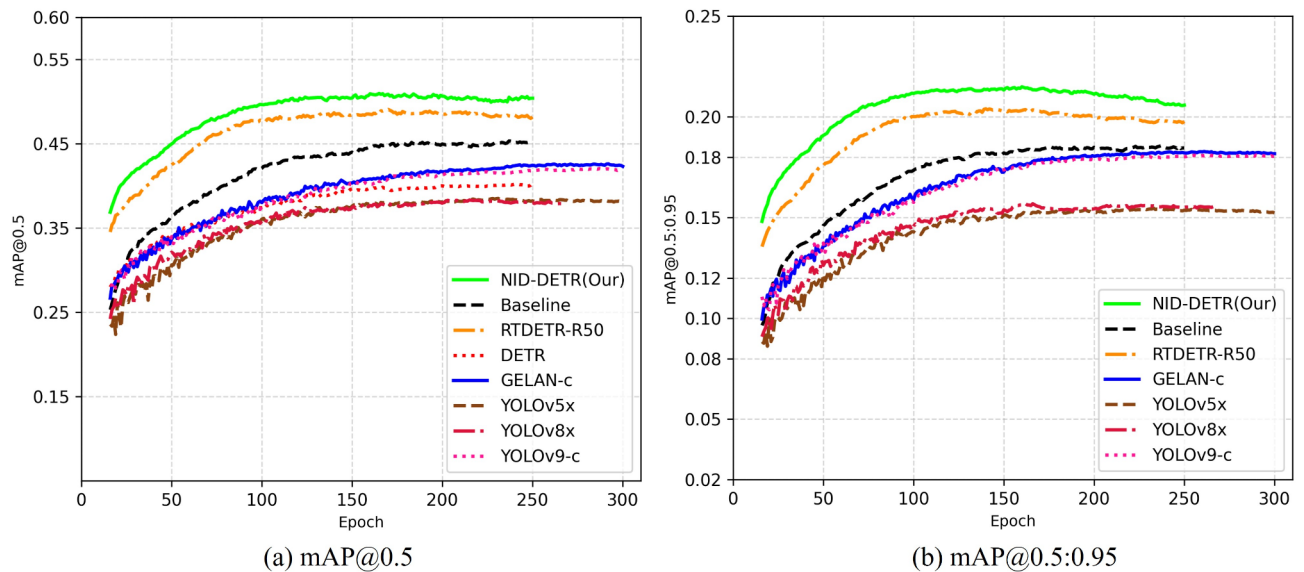 0.60
0.55
0.45
0.35
0.25
0.15
mAP@0.5
0 50 100 150 200 250 300
Epoch
NID-DETR(Our)
Baseline
RTDETR-R50
DETR
GELAN-c
YOLOv5x
YOLOv8x
YOLOv9-c
(a) mAP@0.5
0.25
0.20
0.18
0.15
0.12
0.10
0.08
0.05
0.02
mAP@0.5:0.95
0 50 100 150 200 250 300
Epoch
NID-DETR(Our)
Baseline
RTDETR-R50
GELAN-c
YOLOv5x
YOLOv8x
YOLOv9-c
(b) mAP@0.5:0.95